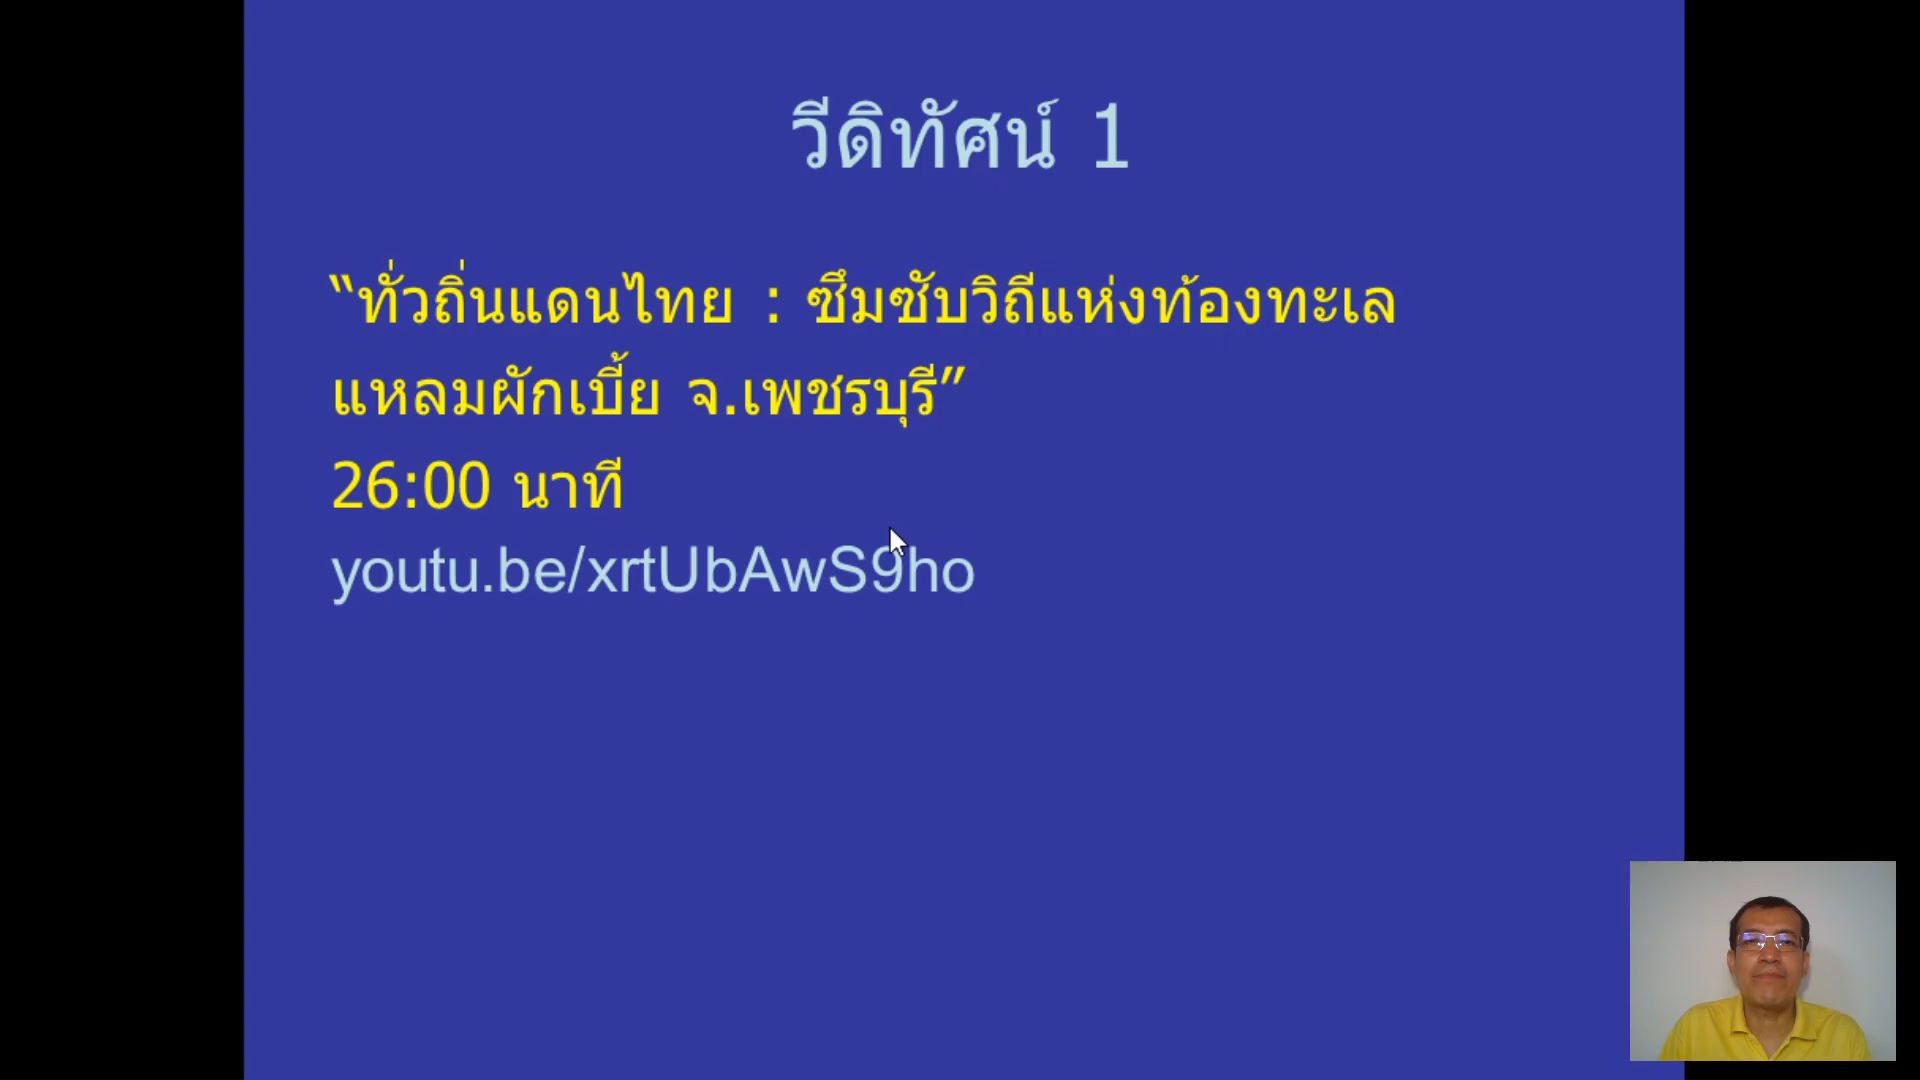 วีดิทัศน์ 1
“ทั่วถิ่นแดนไทย : ซึมซับวิถีแห่งท้องทะเล
แหลมผักเบี้ย จ.เพชรบุรี”
26:00 นาที
youtu.be/xrtUbAwS9ho